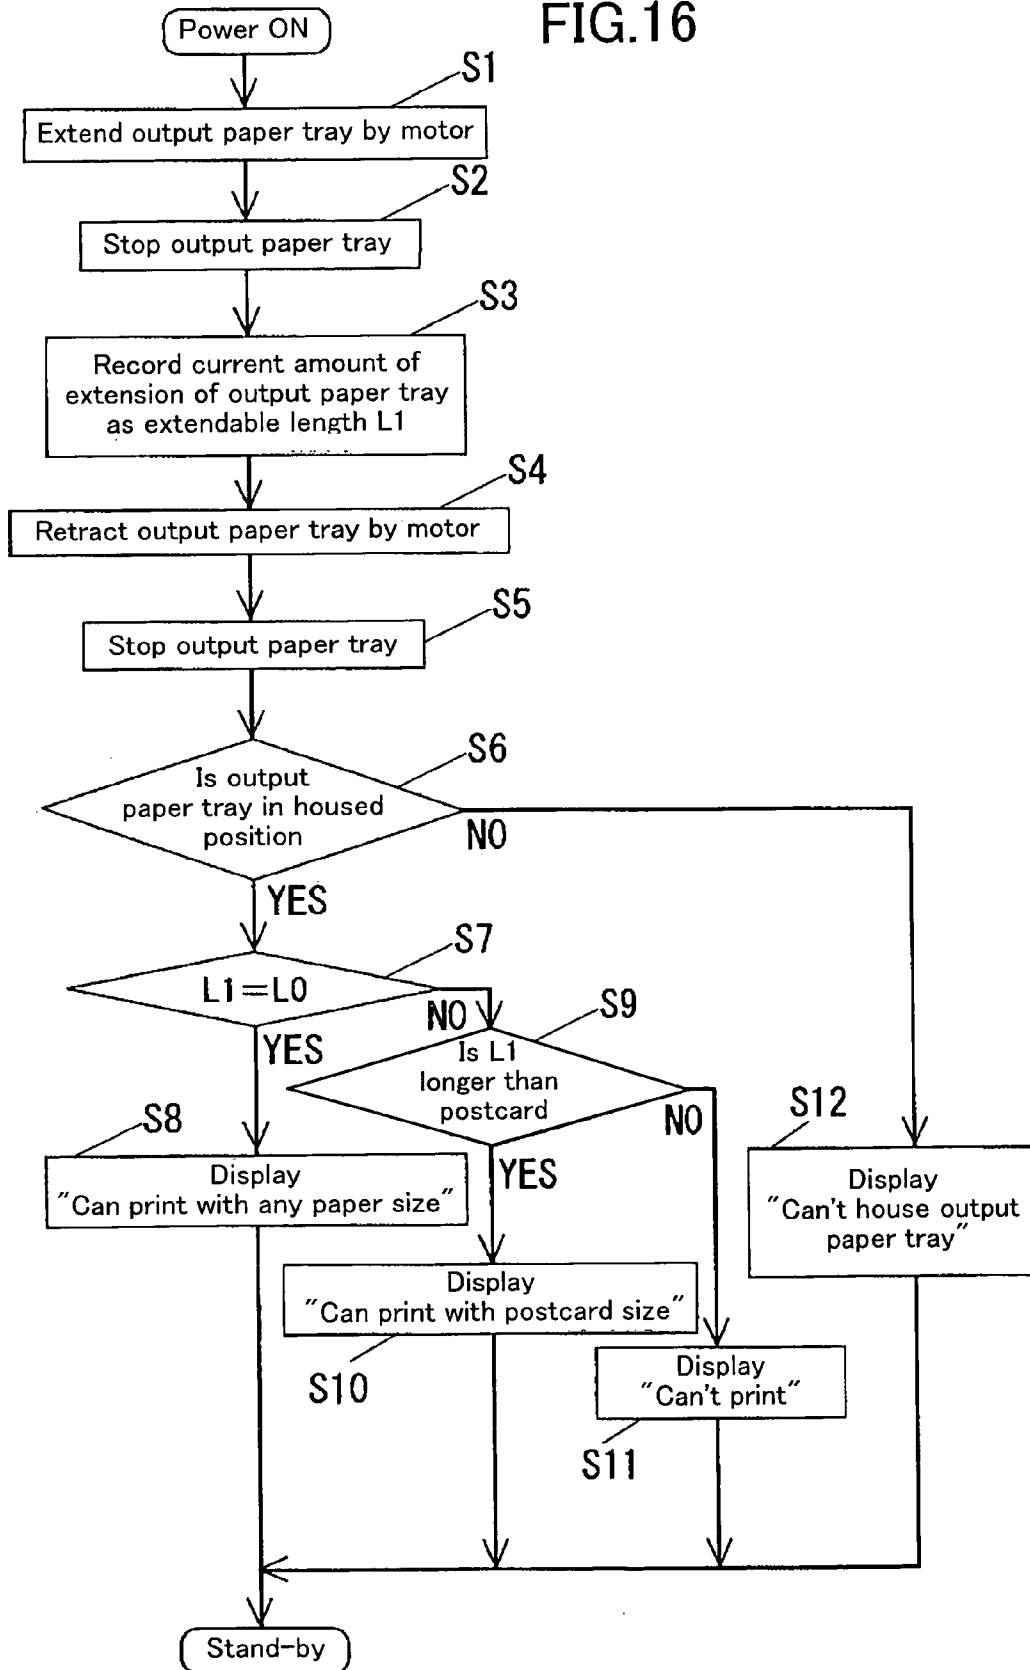 FIG.16
Power ON
S1
Extend output paper tray by motor
S2
Stop output paper tray
S3
Record current amount of
extension of output paper tray
as extendable length L1
S4
Retract output paper tray by motor
S5
Stop output paper tray
S6
Is output
paper tray in housed
position
NO
YES
S7
L1=L0
NO
YES
S9
Is L1
longer than
postcard
NO
YES
S8
Display
"Can print with any paper size"
S12
Display
"Can't house output
paper tray"
Display
"Can print with postcard size"
S10
Display
"Can't print"
S11
Stand-by